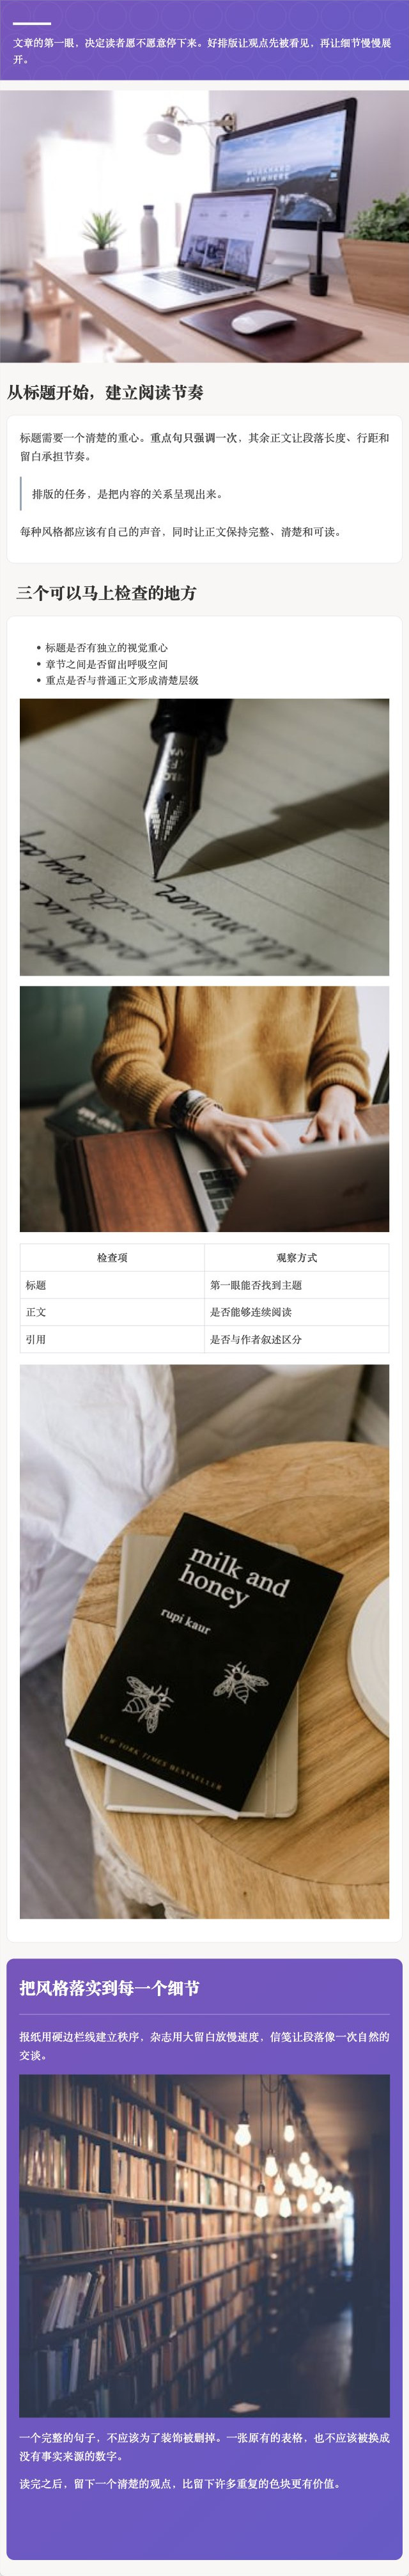 文章的第一眼，决定读者愿不愿意停下来。好排版让观点先被看见，再让细节慢慢展
开。
WORKHARD
ANYWHERE
从标题开始，建立阅读节奏
标题需要一个清楚的重心。重点句只强调一次，其余正文让段落长度、行距和
留白承担节奏。
排版的任务，是把内容的关系呈现出来。
每种风格都应该有自己的声音，同时让正文保持完整、清楚和可读。
三个可以马上检查的地方
• 标题是否有独立的视觉重心
• 章节之间是否留出呼吸空间
• 重点是否与普通正文形成清楚层级
检查项 观察方式
标题 第一眼能否找到主题
正文 是否能够连续阅读
引用 是否与作者叙述区分
milk and
honey
rupi kaur
NEW YORK TIMES BESTSELLER
把风格落实到每一个细节
报纸用硬边栏线建立秩序，杂志用大留白放慢速度，信笺让段落像一次自然的
交谈。
一个完整的句子，不应该为了装饰被删掉。一张原有的表格，也不应该被换成
没有事实来源的数字。
读完之后，留下一个清楚的观点，比留下许多重复的色块更有价值。